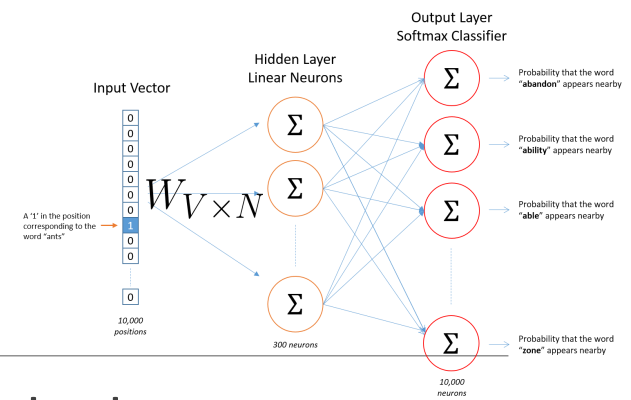 Output Layer
Softmax Classifier
Hidden Layer
Linear Neurons
Input Vector
0
0
0
0
0
0
0
1
0
0
0
A '1' in the position
corresponding to the
word "ants"
10,000
positions
W V × N
Σ
Σ
Σ
300 neurons
Σ
Σ
Σ
Σ
10,000
neurons
Probability that the word
"abandon" appears nearby
Probability that the word
"ability" appears nearby
Probability that the word
"able" appears nearby
Probability that the word
"zone" appears nearby